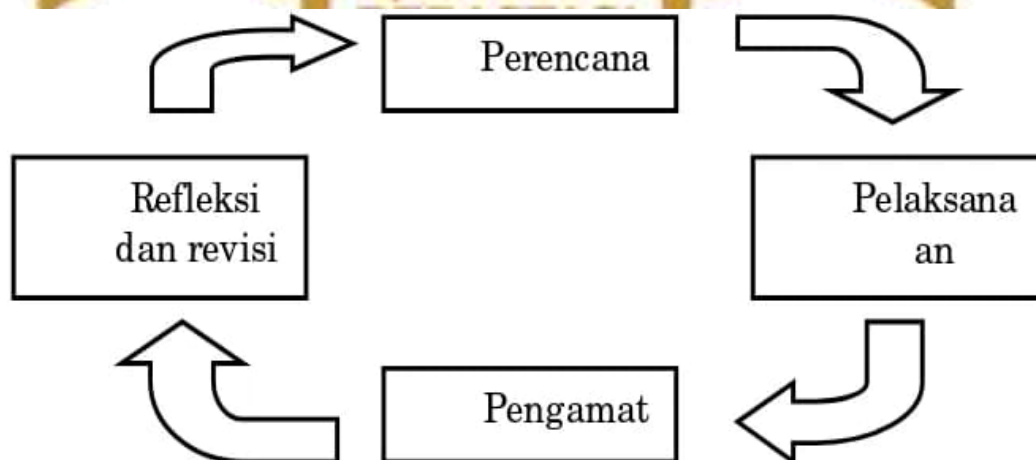 Perencana
Refleksi
dan revisi
Pelaksana
an
Pengamat